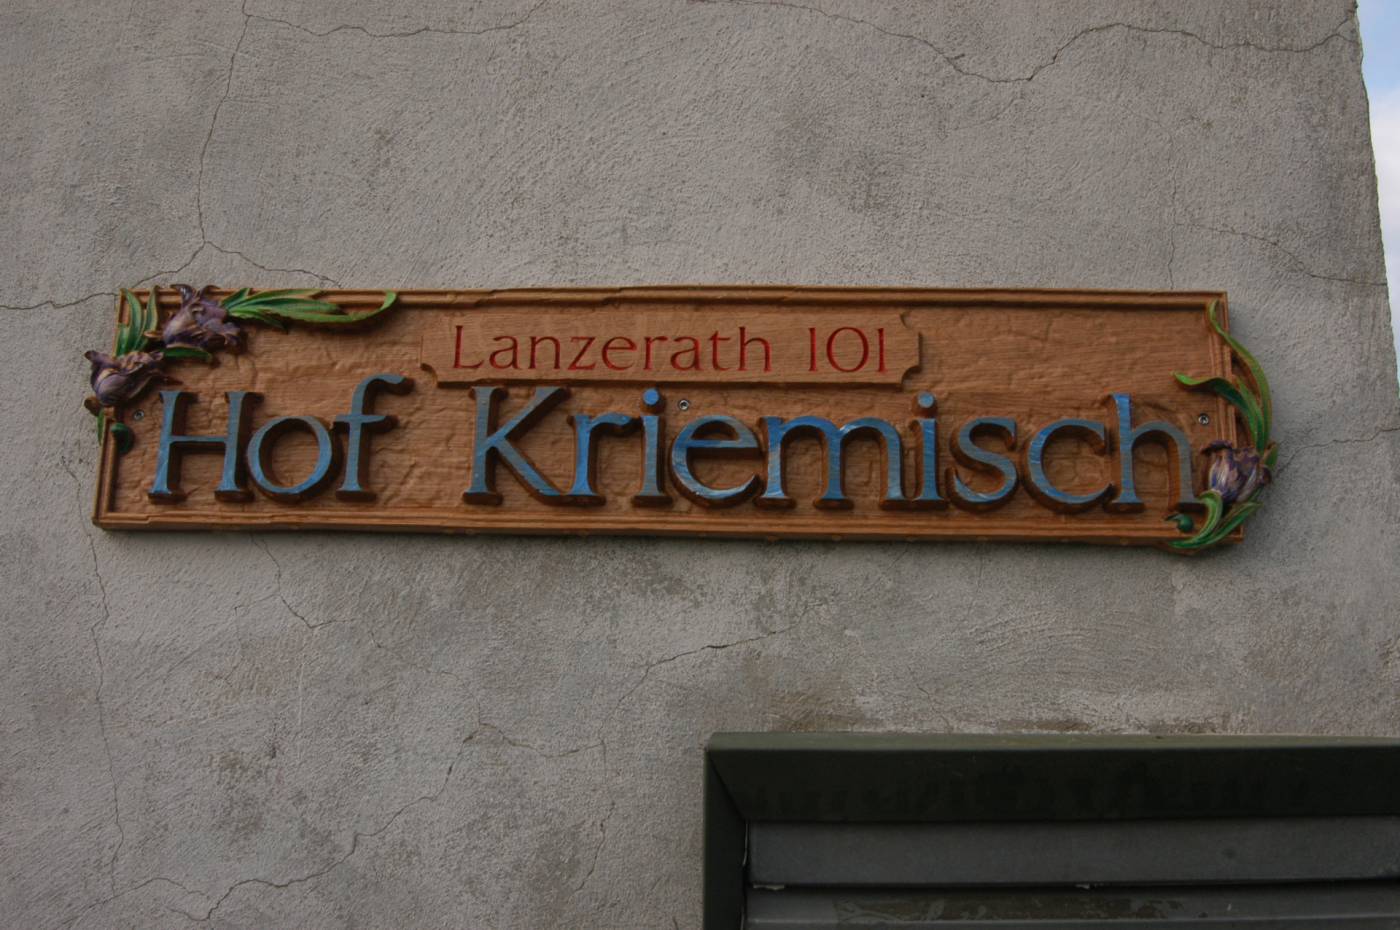 Lanzerath 101
Hof Kriemisch